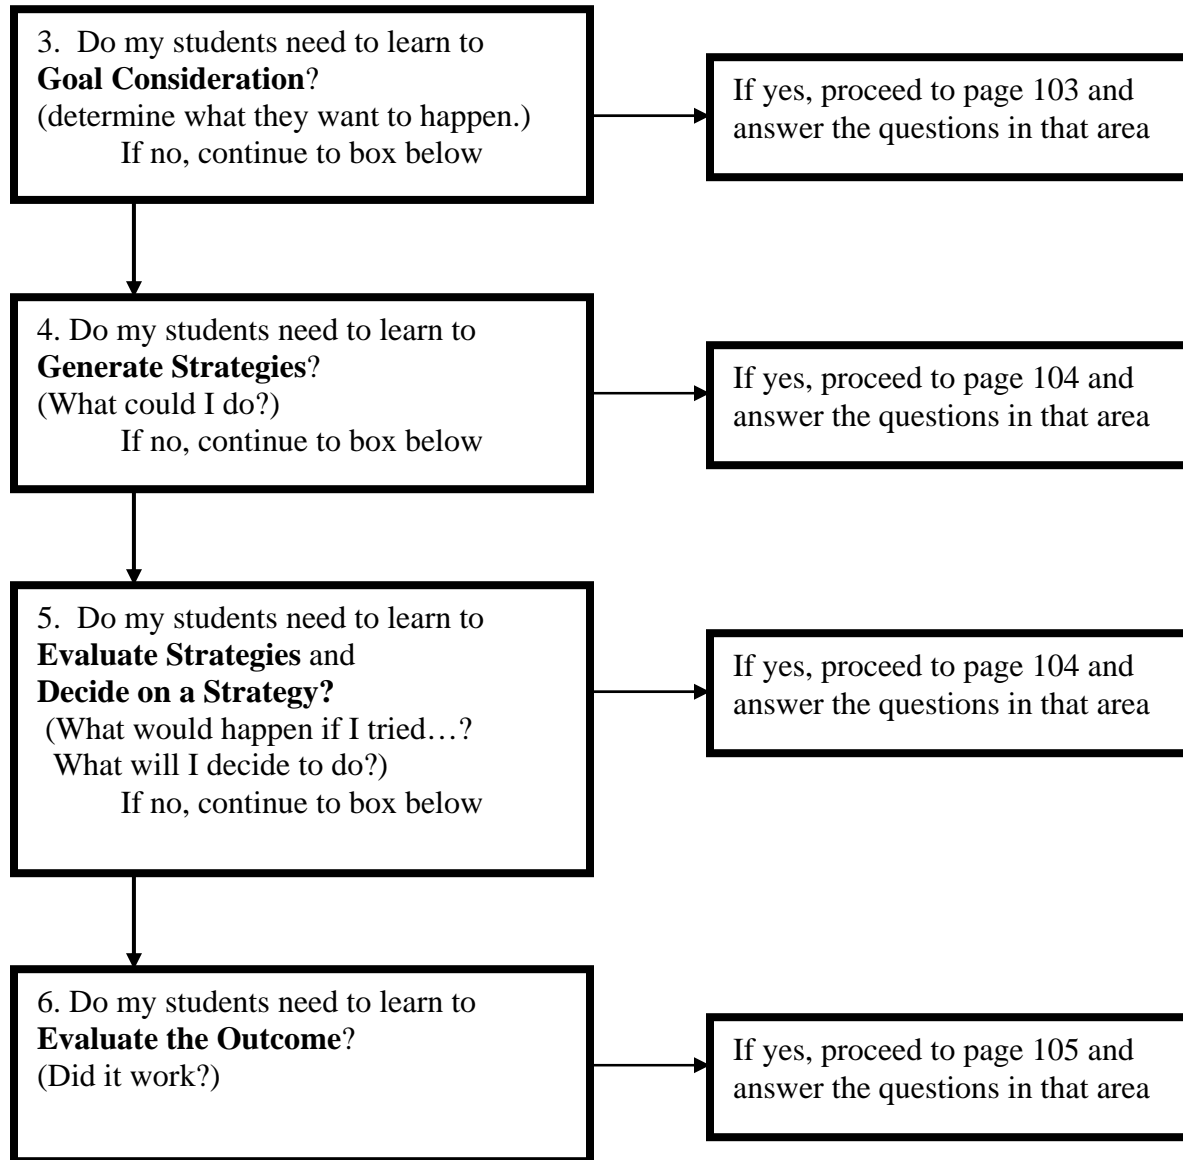 3.  Do my students need to learn to
Goal Consideration?
(determine what they want to happen.)
If no, continue to box below
If yes, proceed to page 103 and
answer the questions in that area
4. Do my students need to learn to
Generate Strategies?
(What could I do?)
If no, continue to box below
If yes, proceed to page 104 and
answer the questions in that area
5.  Do my students need to learn to
Evaluate Strategies and
Decide on a Strategy?
(What would happen if I tried…?
What will I decide to do?)
If no, continue to box below
If yes, proceed to page 104 and
answer the questions in that area
6. Do my students need to learn to
Evaluate the Outcome?
(Did it work?)
If yes, proceed to page 105 and
answer the questions in that area